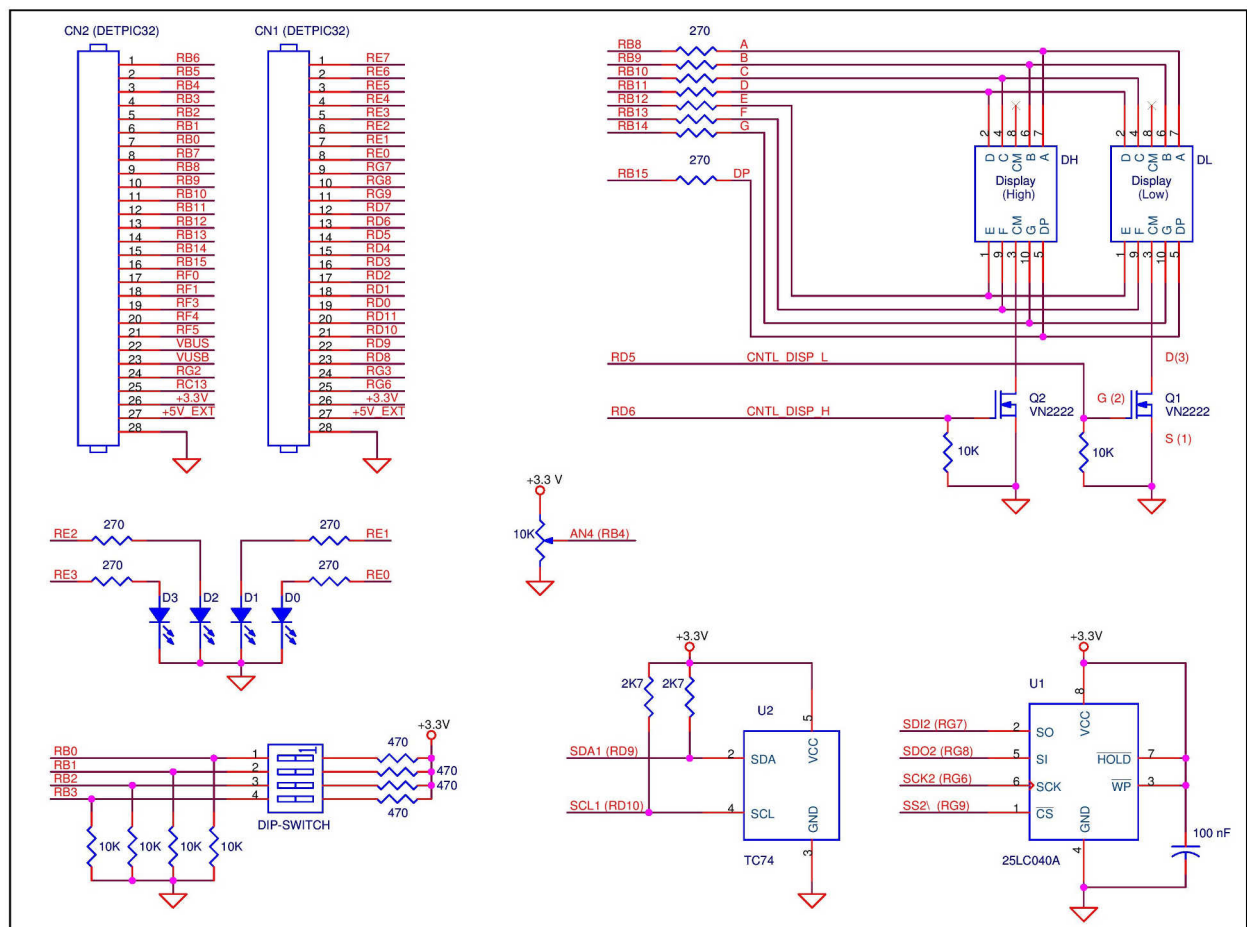 CN2 (DETPIC32)
1 RB6
2 RB5
3 RB4
4 RB3
5 RB2
6 RB1
7 RB0
8 RB7
9 RB8
10 RB9
11 RB10
12 RB11
13 RB12
14 RB13
15 RB14
16 RB15
17 RF0
18 RF1
19 RF3
20 RF4
21 RF5
22 VBUS
23 VUSB
24 RG2
25 RC13
26 +3.3V
27 +5V_EXT
28
CN1 (DETPIC32)
1 RE7
2 RE6
3 RE5
4 RE4
5 RE3
6 RE2
7 RE1
8 RE0
9 RG7
10 RG8
11 RG9
12 RD7
13 RD6
14 RD5
15 RD4
16 RD3
17 RD2
18 RD1
19 RD0
20 RD11
21 RD10
22 RD9
23 RD8
24 RG3
25 RG6
26 +3.3V
27 +5V_EXT
28
270
RB8 A
RB9 B
RB10 C
RB11 D
RB12 E
RB13 F
RB14 G
270
RB15 DP
2 4 8 6 7
D C CM B A
DH
Display
(High)
E F CM G DP
1 9 3 10 5
2 4 8 6 7
D C CM B A
DL
Display
(Low)
E F CM G DP
1 9 3 10 5
RD5 CNTL_DISP_L
D(3)
RD6 CNTL_DISP_H
Q2
VN2222
G (2)
Q1
VN2222
S (1)
10K
10K
+3.3 V
10K
AN4 (RB4)
RE2 270
270 RE1
RE3 270
270 RE0
D3 D2 D1 D0
+3.3V
RB0 1
RB1 2
RB2 3
RB3 4
1
470
470
470
470
DIP-SWITCH
10K 10K 10K 10K
+3.3V
2K7 2K7
U2
5
SDA1 (RD9) 2 SDA
VCC
SCL1 (RD10) 4 SCL
GND
TC74
3
+3.3V
U1
8
VCC
SDI2 (RG7) 2 SO
SDO2 (RG8) 5 SI
HOLD 7
SCK2 (RG6) 6 SCK
WP 3
SS2\ (RG9) 1 CS
GND
25LC040A
4
100 nF